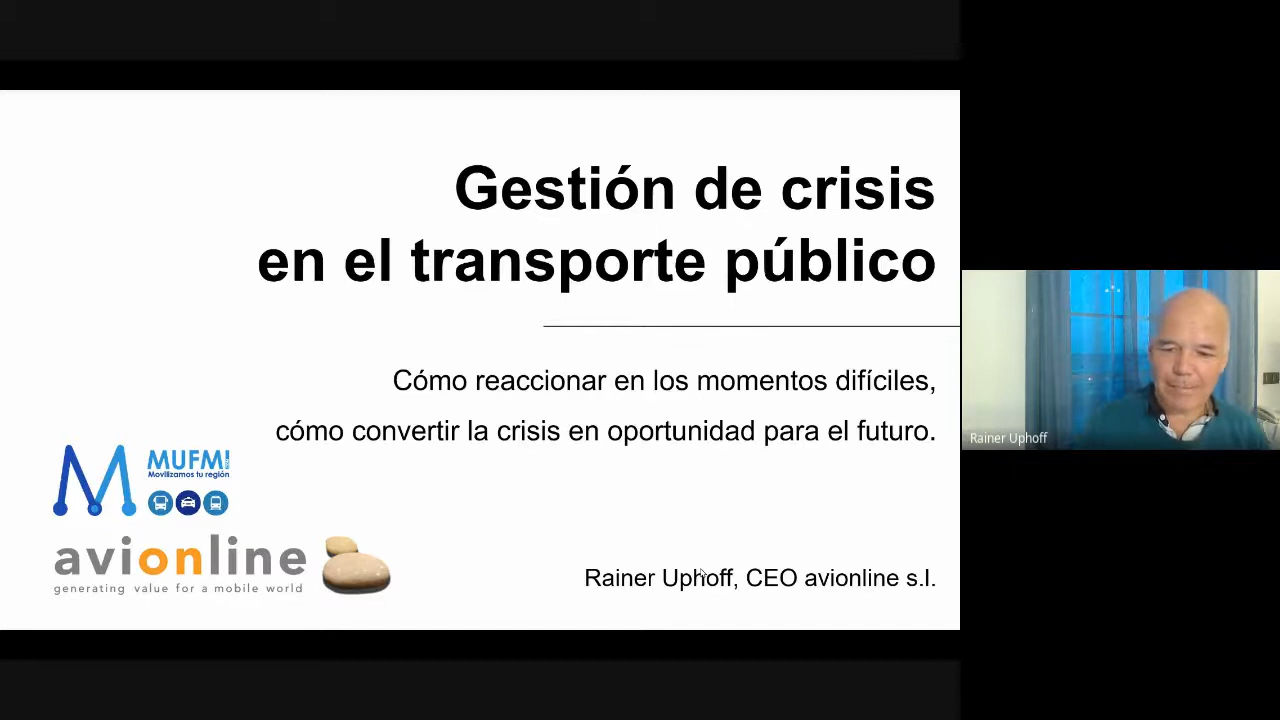 Gestión de crisis
en el transporte público
Cómo reaccionar en los momentos difíciles,
cómo convertir la crisis en oportunidad para el futuro.
MUFMI
Movilizamos tu región
avionline
generating value for a mobile world
Rainer Uphoff, CEO avionline s.l.
Rainer Uphoff